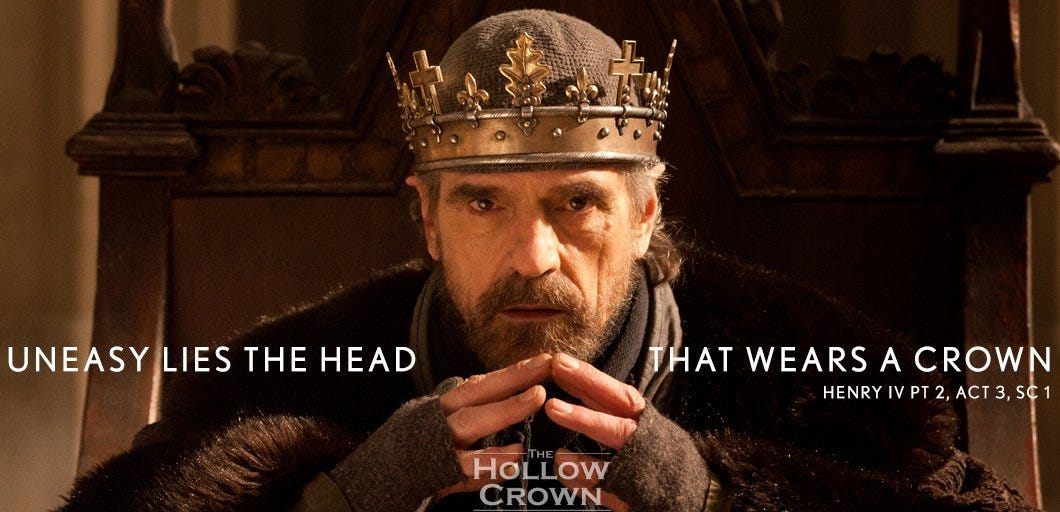 UNEASY LIES THE HEAD THAT WEARS A CROWN
HENRY IV PT 2, ACT 3, SC 1
THE
HOLLOW
CROWN